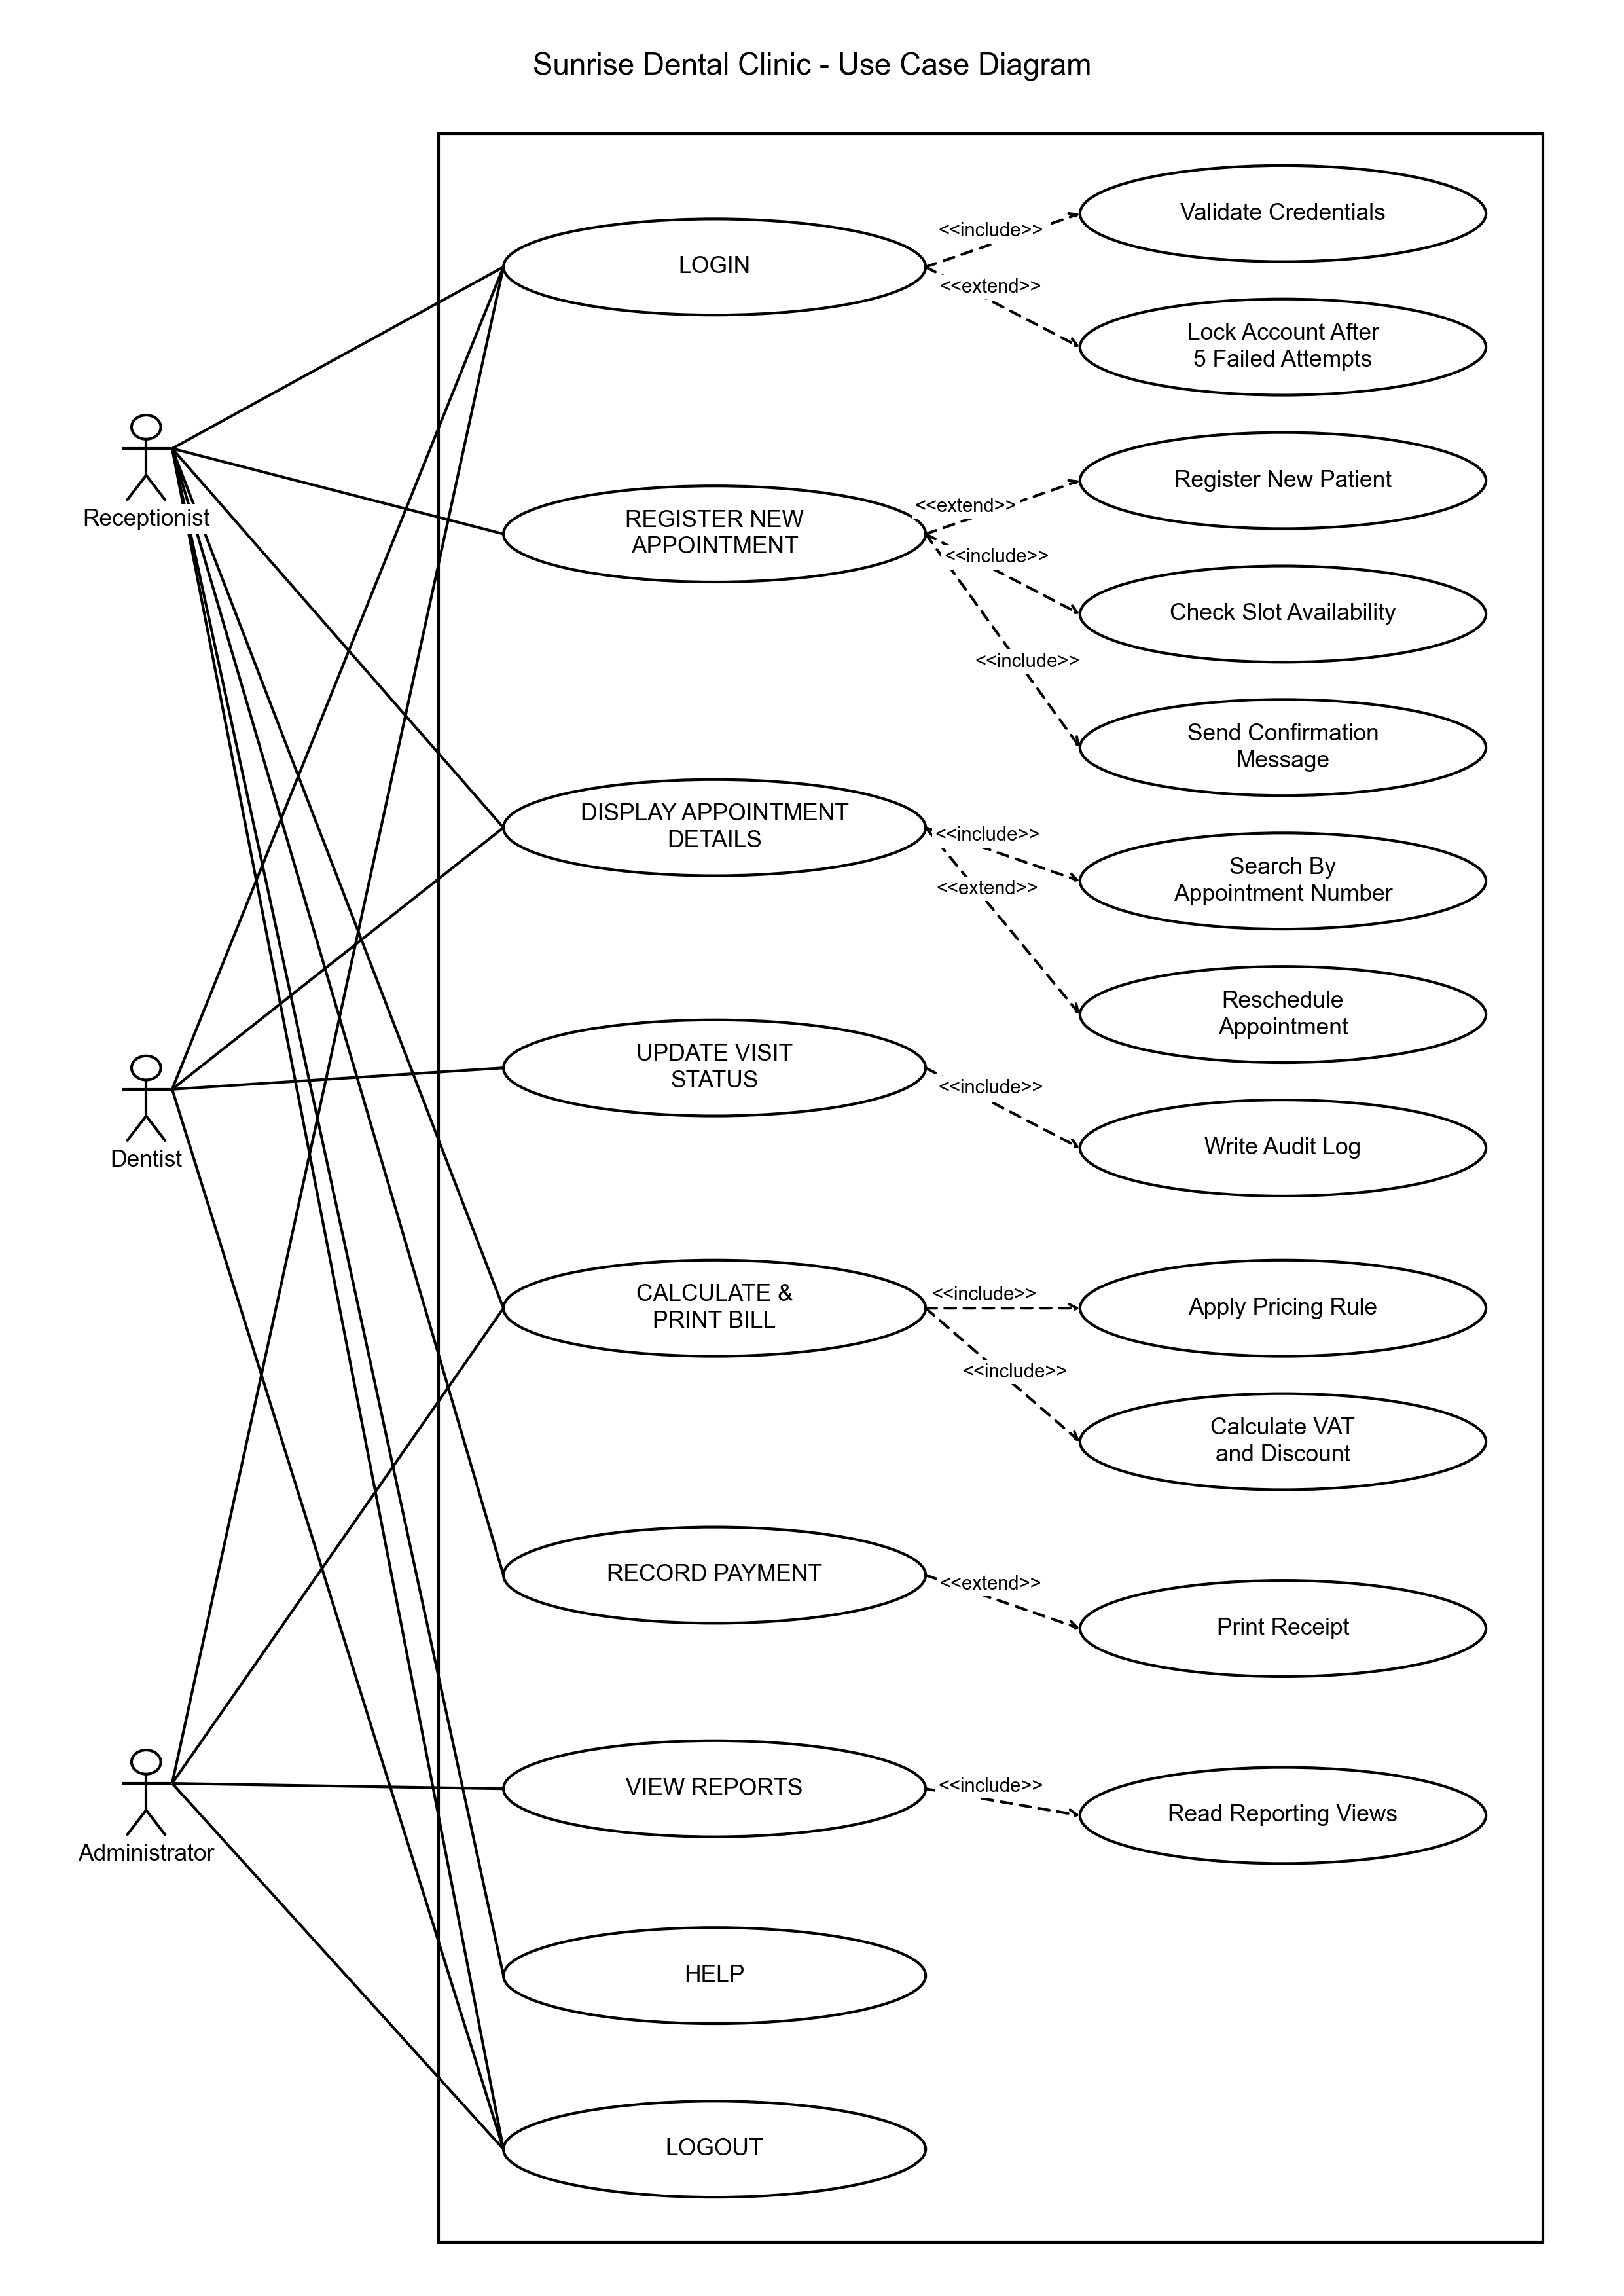 Sunrise Dental Clinic - Use Case Diagram
Validate Credentials
<<include>>
LOGIN
<<extend>>
Lock Account After
5 Failed Attempts
Receptionist
Register New Patient
<<extend>>
REGISTER NEW
APPOINTMENT
<<include>>
Check Slot Availability
<<include>>
Send Confirmation
Message
DISPLAY APPOINTMENT
DETAILS
<<include>>
Search By
Appointment Number
<<extend>>
Reschedule
Appointment
Dentist
UPDATE VISIT
STATUS
<<include>>
Write Audit Log
CALCULATE &
PRINT BILL
<<include>>
Apply Pricing Rule
<<include>>
Calculate VAT
and Discount
RECORD PAYMENT
<<extend>>
Print Receipt
Administrator
VIEW REPORTS
<<include>>
Read Reporting Views
HELP
LOGOUT